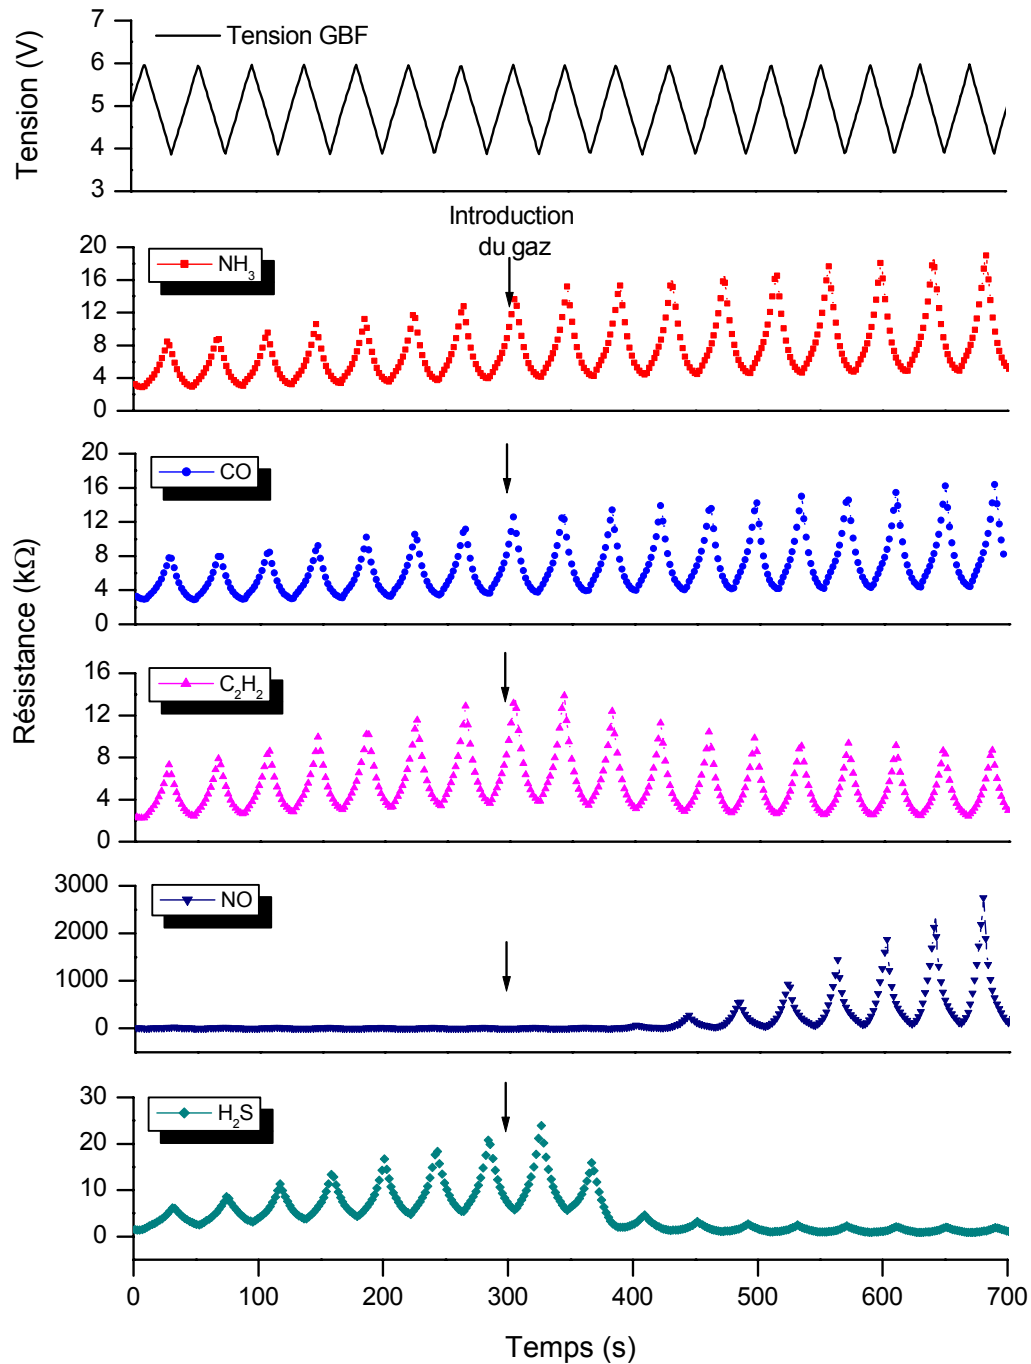 Tension (V)
7
6
5
4
3
Tension GBF
Introduction
du gaz
Résistance (kΩ)
20
16
12
8
4
0
NH₃
20
16
12
8
4
0
CO
16
12
8
4
0
C₂H₂
3000
2000
1000
0
NO
30
20
10
0
H₂S
0 100 200 300 400 500 600 700
Temps (s)